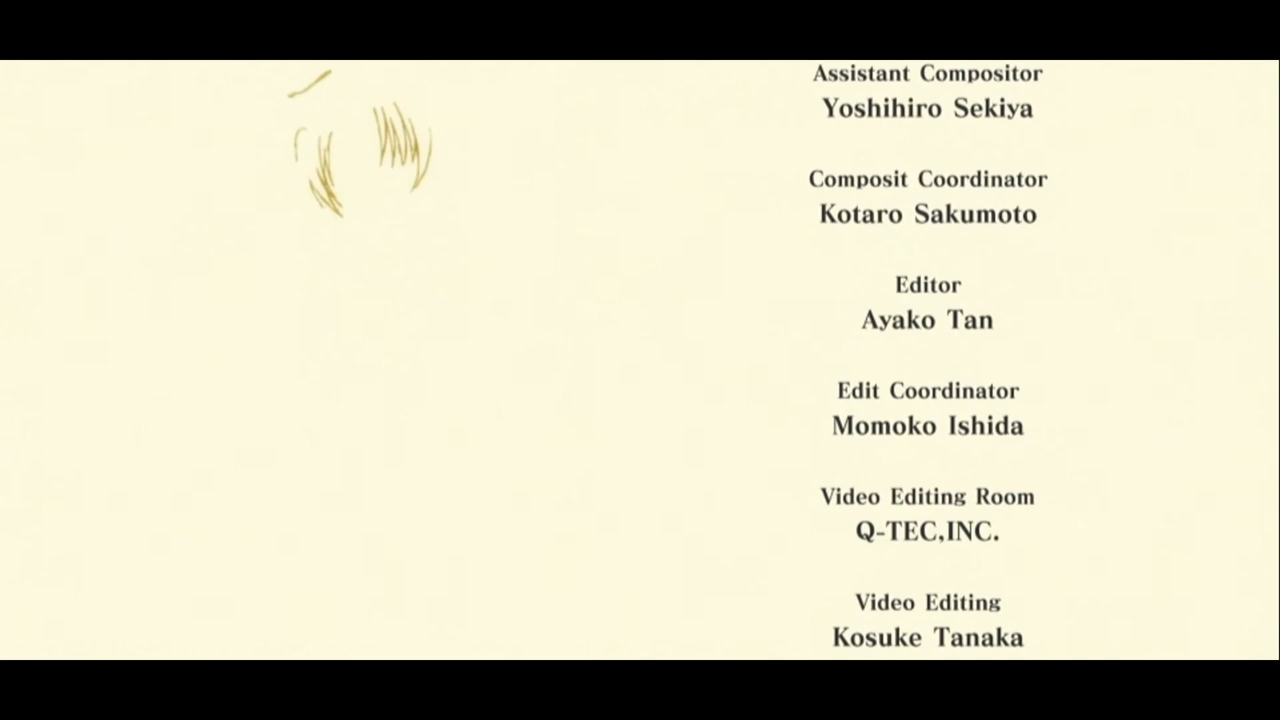 Assistant Compositor
Yoshihiro Sekiya
Composit Coordinator
Kotaro Sakumoto
Editor
Ayako Tan
Edit Coordinator
Momoko Ishida
Video Editing Room
Q-TEC,INC.
Video Editing
Kosuke Tanaka